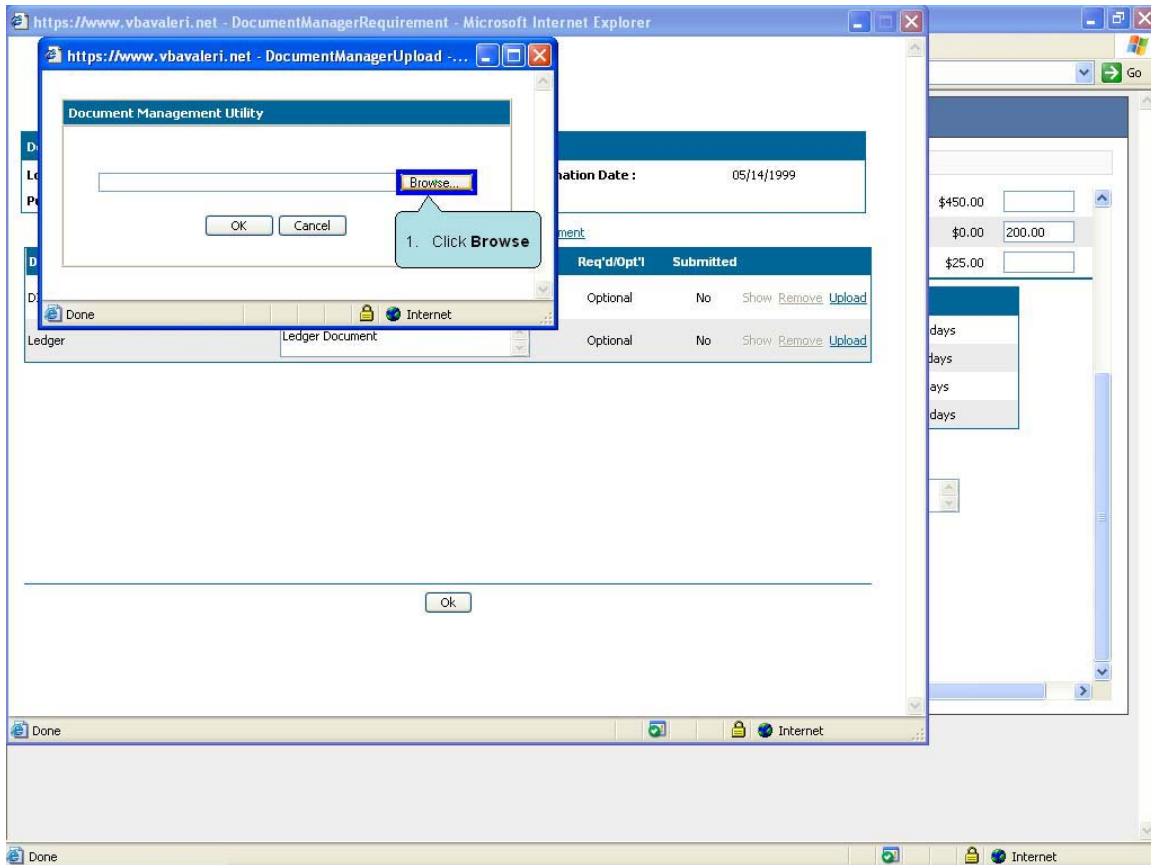 https://www.vbavaleri.net - DocumentManagerRequirement - Microsoft Internet Explorer
https://www.vbavaleri.net - DocumentManagerUpload -...
Go
Document Management Utility
Browse...
OK Cancel
1. Click Browse
Done Internet
nation Date : 05/14/1999
ment
Req'd/Opt'l Submitted
Optional No Show Remove Upload
Ledger Ledger Document Optional No Show Remove Upload
Ok
Done Internet
$450.00
$0.00 200.00
$25.00
days
days
ays
days
Done Internet